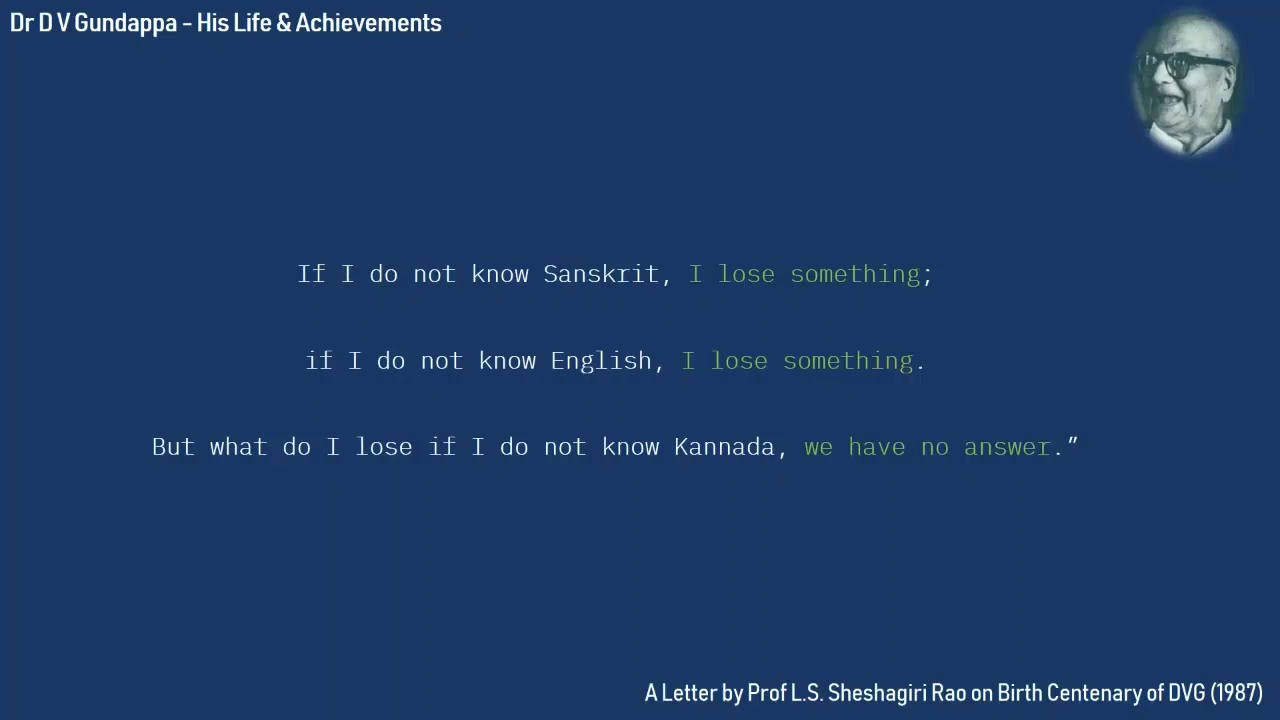 Dr D V Gundappa - His Life & Achievements
If I do not know Sanskrit, I lose something;
if I do not know English, I lose something.
But what do I lose if I do not know Kannada, we have no answer.”
A Letter by Prof L.S. Sheshagiri Rao on Birth Centenary of DVG (1987)